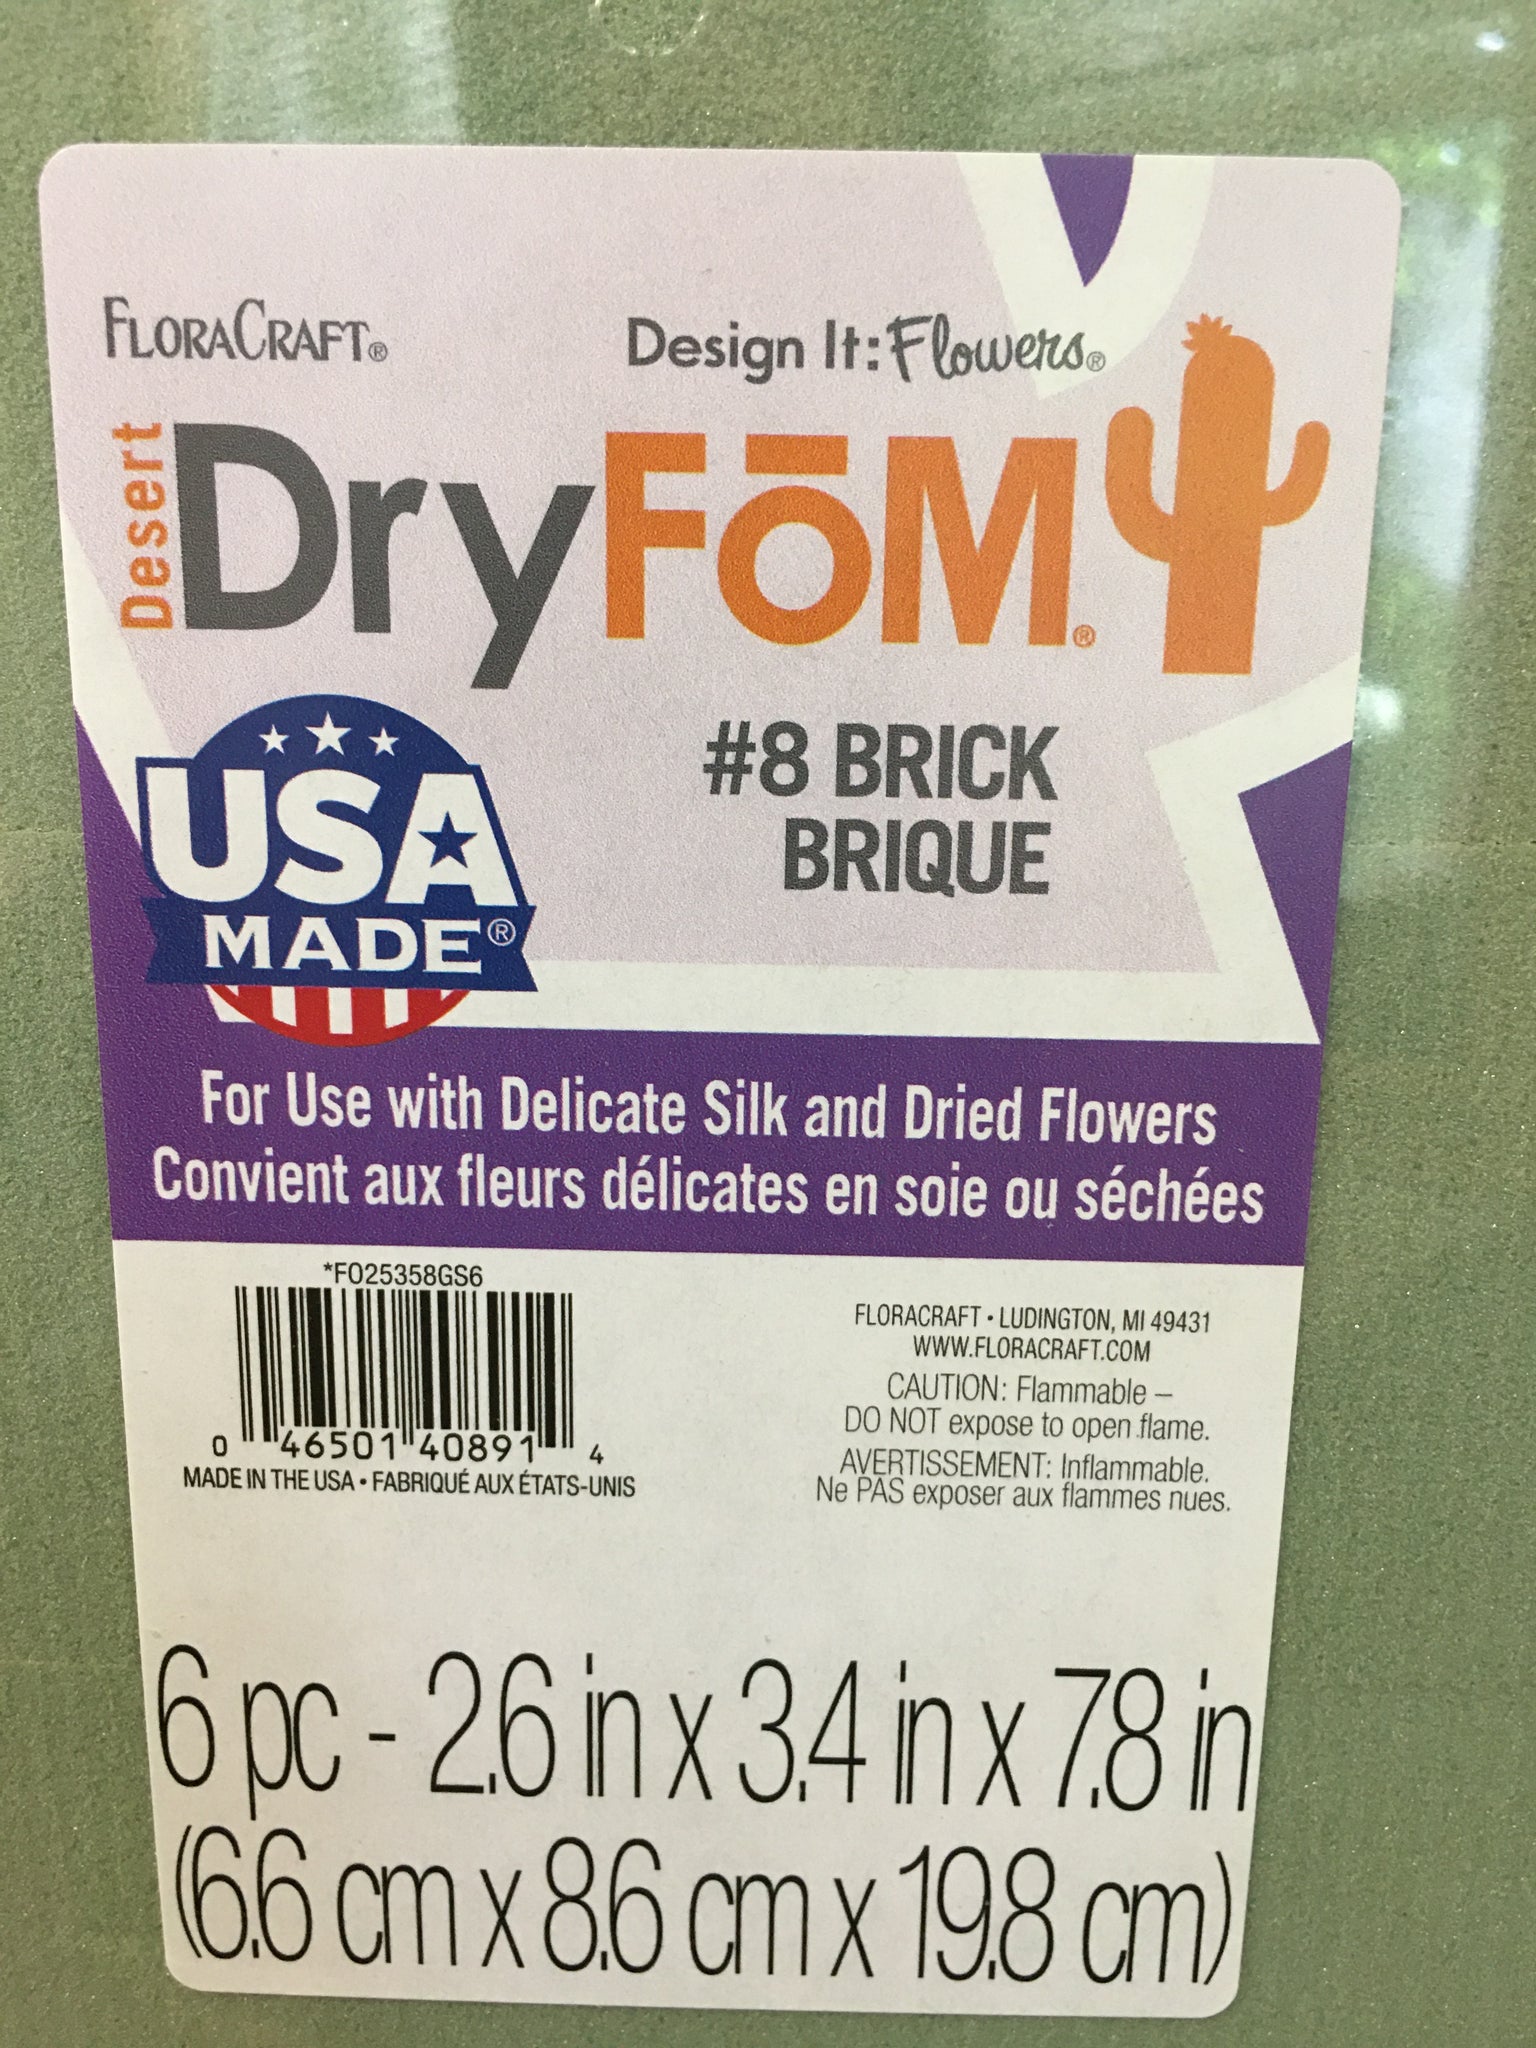 FLORACRAFT®
Design It: Flowers®
Desert
DryFōM®
USA
MADE®
#8 BRICK
BRIQUE
For Use with Delicate Silk and Dried Flowers
Convient aux fleurs délicates en soie ou séchées
*FO25358GS6
0 46501 40891 4
MADE IN THE USA • FABRIQUÉ AUX ÉTATS-UNIS
FLORACRAFT • LUDINGTON, MI 49431
WWW.FLORACRAFT.COM
CAUTION: Flammable –
DO NOT expose to open flame.
AVERTISSEMENT: Inflammable.
Ne PAS exposer aux flammes nues.
6 pc - 2.6 in x 3.4 in x 7.8 in
(6.6 cm x 8.6 cm x 19.8 cm)